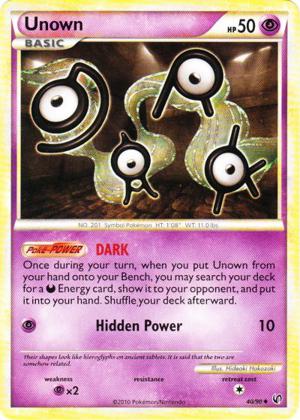 Unown HP 50
BASIC
NO. 201 Symbol Pokémon HT: 1'08" WT: 11.0 lbs
Poké-POWER DARK
Once during your turn, when you put Unown from
your hand onto your Bench, you may search your deck
for a Energy card, show it to your opponent, and put
it into your hand. Shuffle your deck afterward.
Hidden Power 10
Illus. Hideaki Hakozaki
Their shapes look like hieroglyphs on ancient tablets. It is said that the two are
somehow related.
weakness resistance retreat cost
×2
©2010 Pokémon/Nintendo 40/90